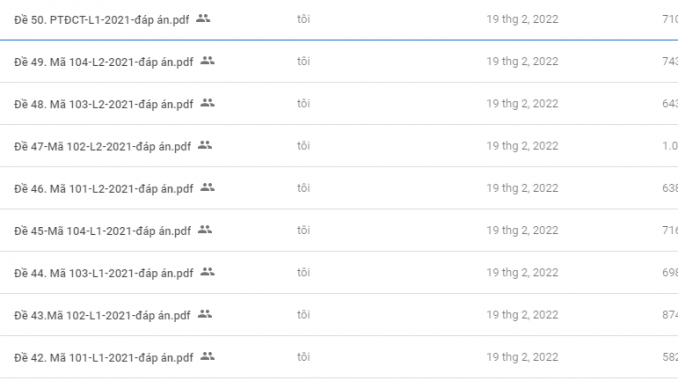 Đề 50. PTĐCT-L1-2021-đáp án.pdf tôi 19 thg 2, 2022 710
Đề 49. Mã 104-L2-2021-đáp án.pdf tôi 19 thg 2, 2022 743
Đề 48. Mã 103-L2-2021-đáp án.pdf tôi 19 thg 2, 2022 643
Đề 47-Mã 102-L2-2021-đáp án.pdf tôi 19 thg 2, 2022 1.0
Đề 46. Mã 101-L2-2021-đáp án.pdf tôi 19 thg 2, 2022 638
Đề 45-Mã 104-L1-2021-đáp án.pdf tôi 19 thg 2, 2022 716
Đề 44. Mã 103-L1-2021-đáp án.pdf tôi 19 thg 2, 2022 698
Đề 43.Mã 102-L1-2021-đáp án.pdf tôi 19 thg 2, 2022 874
Đề 42. Mã 101-L1-2021-đáp án.pdf tôi 19 thg 2, 2022 582